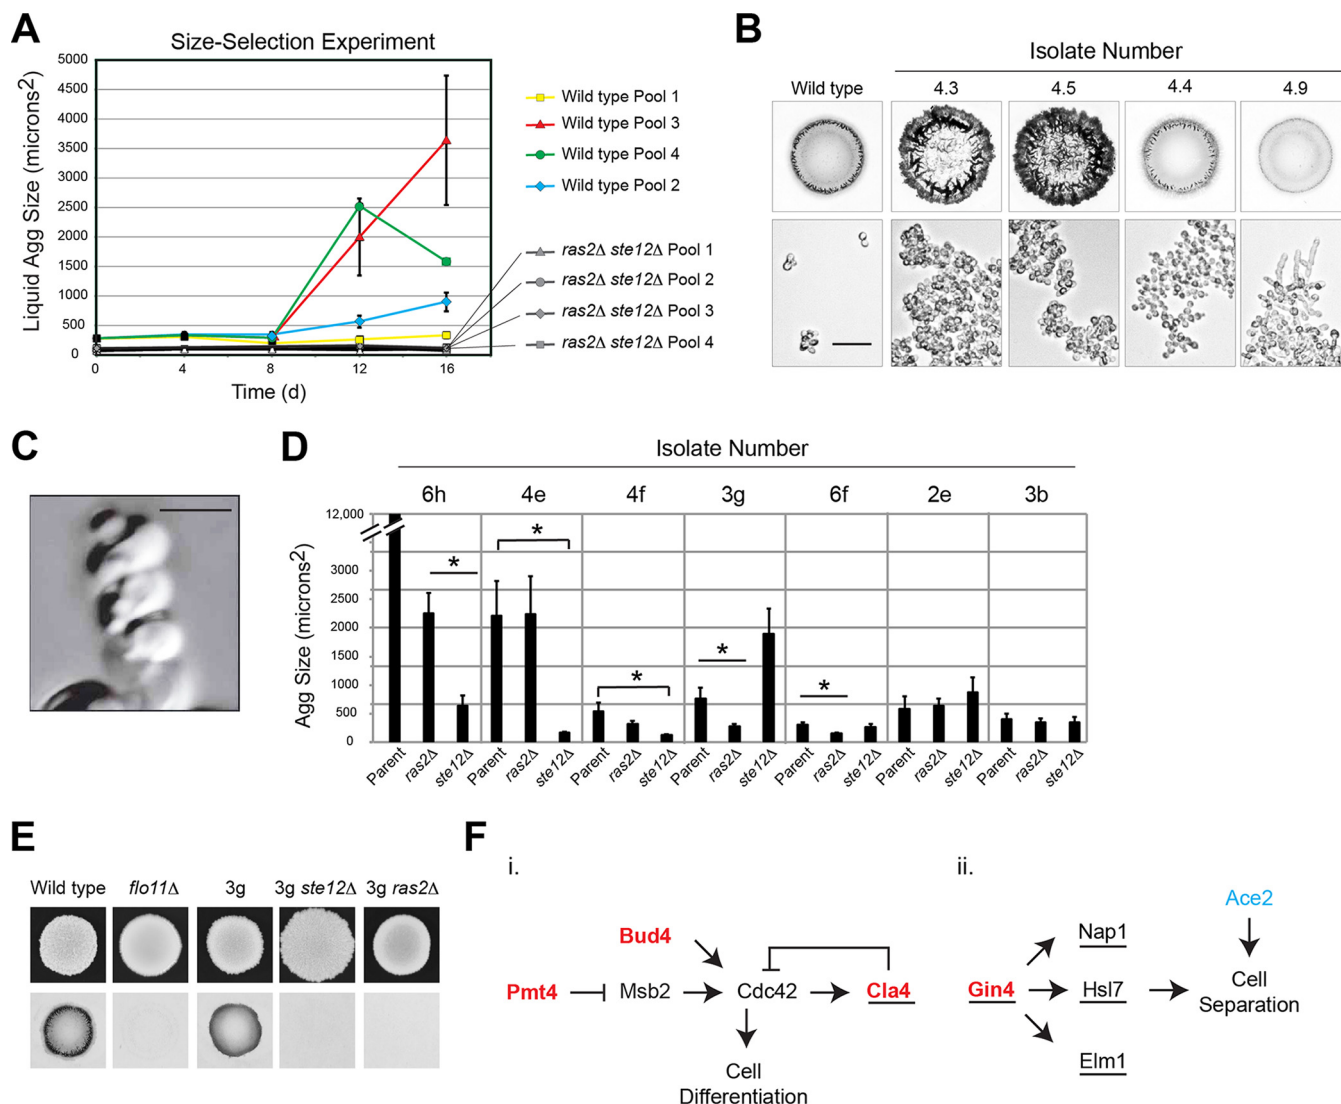 A
Size-Selection Experiment
Liquid Agg Size (microns2)
5000
4500
4000
3500
3000
2500
2000
1500
1000
500
0
0 4 8 12 16
Time (d)
Wild type Pool 1
Wild type Pool 3
Wild type Pool 4
Wild type Pool 2
ras2Δ ste12Δ Pool 1
ras2Δ ste12Δ Pool 2
ras2Δ ste12Δ Pool 3
ras2Δ ste12Δ Pool 4
B
Isolate Number
Wild type 4.3 4.5 4.4 4.9
C
D
Isolate Number
6h 4e 4f 3g 6f 2e 3b
Agg Size (microns2)
12,000
3000
2500
2000
1500
1000
500
0
* * * * *
Parent ras2Δ ste12Δ Parent ras2Δ ste12Δ Parent ras2Δ ste12Δ Parent ras2Δ ste12Δ Parent ras2Δ ste12Δ Parent ras2Δ ste12Δ Parent ras2Δ ste12Δ
E
Wild type flo11Δ 3g 3g ste12Δ 3g ras2Δ
F
i.
Bud4
Pmt4 Msb2 Cdc42 Cla4
Cell
Differentiation
ii.
Ace2
Nap1
Gin4 Hsl7 Cell
Separation
Elm1